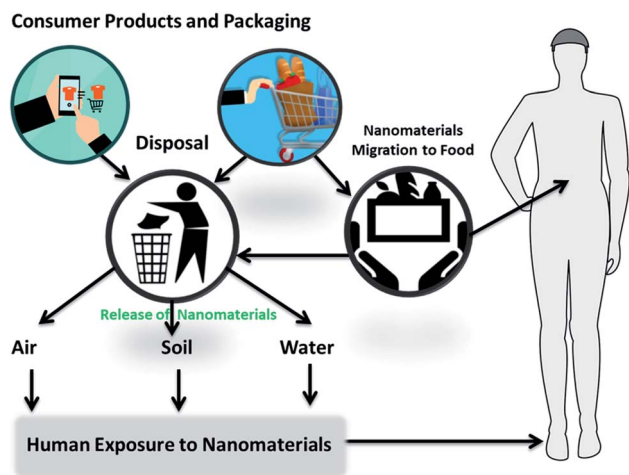 Consumer Products and Packaging
Disposal
Nanomaterials
Migration to Food
Release of Nanomaterials
Air
Soil
Water
Human Exposure to Nanomaterials